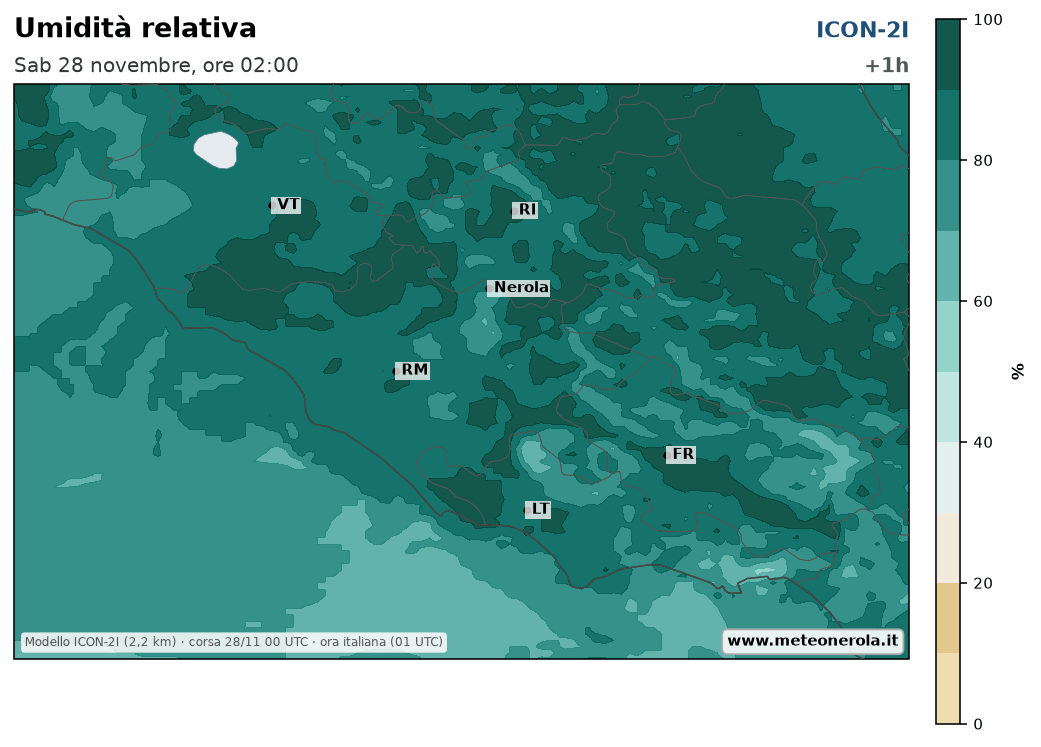 Umidità relativa
ICON-2I
Sab 28 novembre, ore 02:00
+1h
100
80
60
40
20
0
%
VT
RI
Nerola
RM
FR
LT
Modello ICON-2I (2,2 km) · corsa 28/11 00 UTC · ora italiana (01 UTC)
www.meteonerola.it